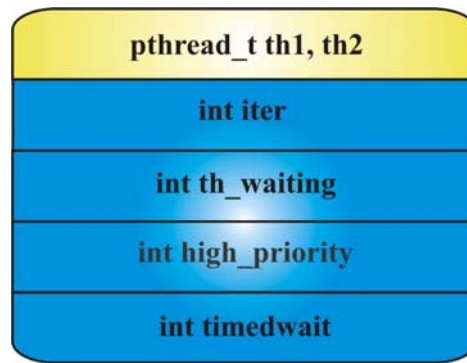 pthread_t th1, th2
int iter
int th_waiting
int high_priority
int timedwait